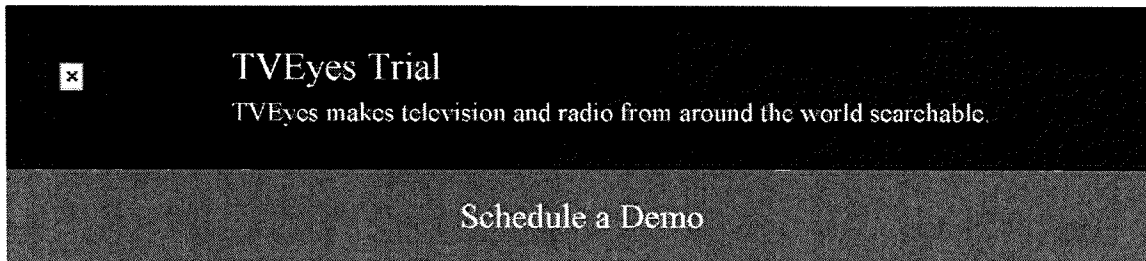 TVEyes Trial
TVEyes makes television and radio from around the world searchable.
Schedule a Demo